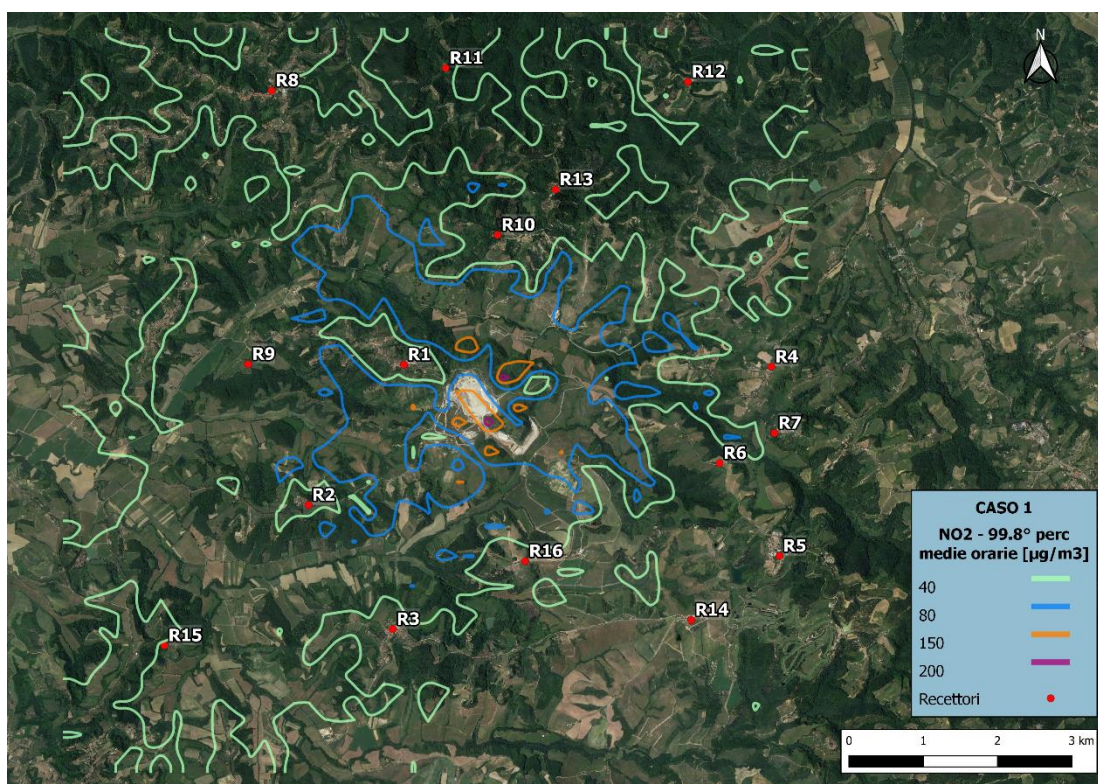 N
R11
R8
R12
R13
R10
R9
R1
R4
R7
R6
R2
R16
R5
R14
R3
R15
CASO 1
NO2 - 99.8° perc
medie orarie [µg/m3]
40
80
150
200
Recettori
0 1 2 3 km